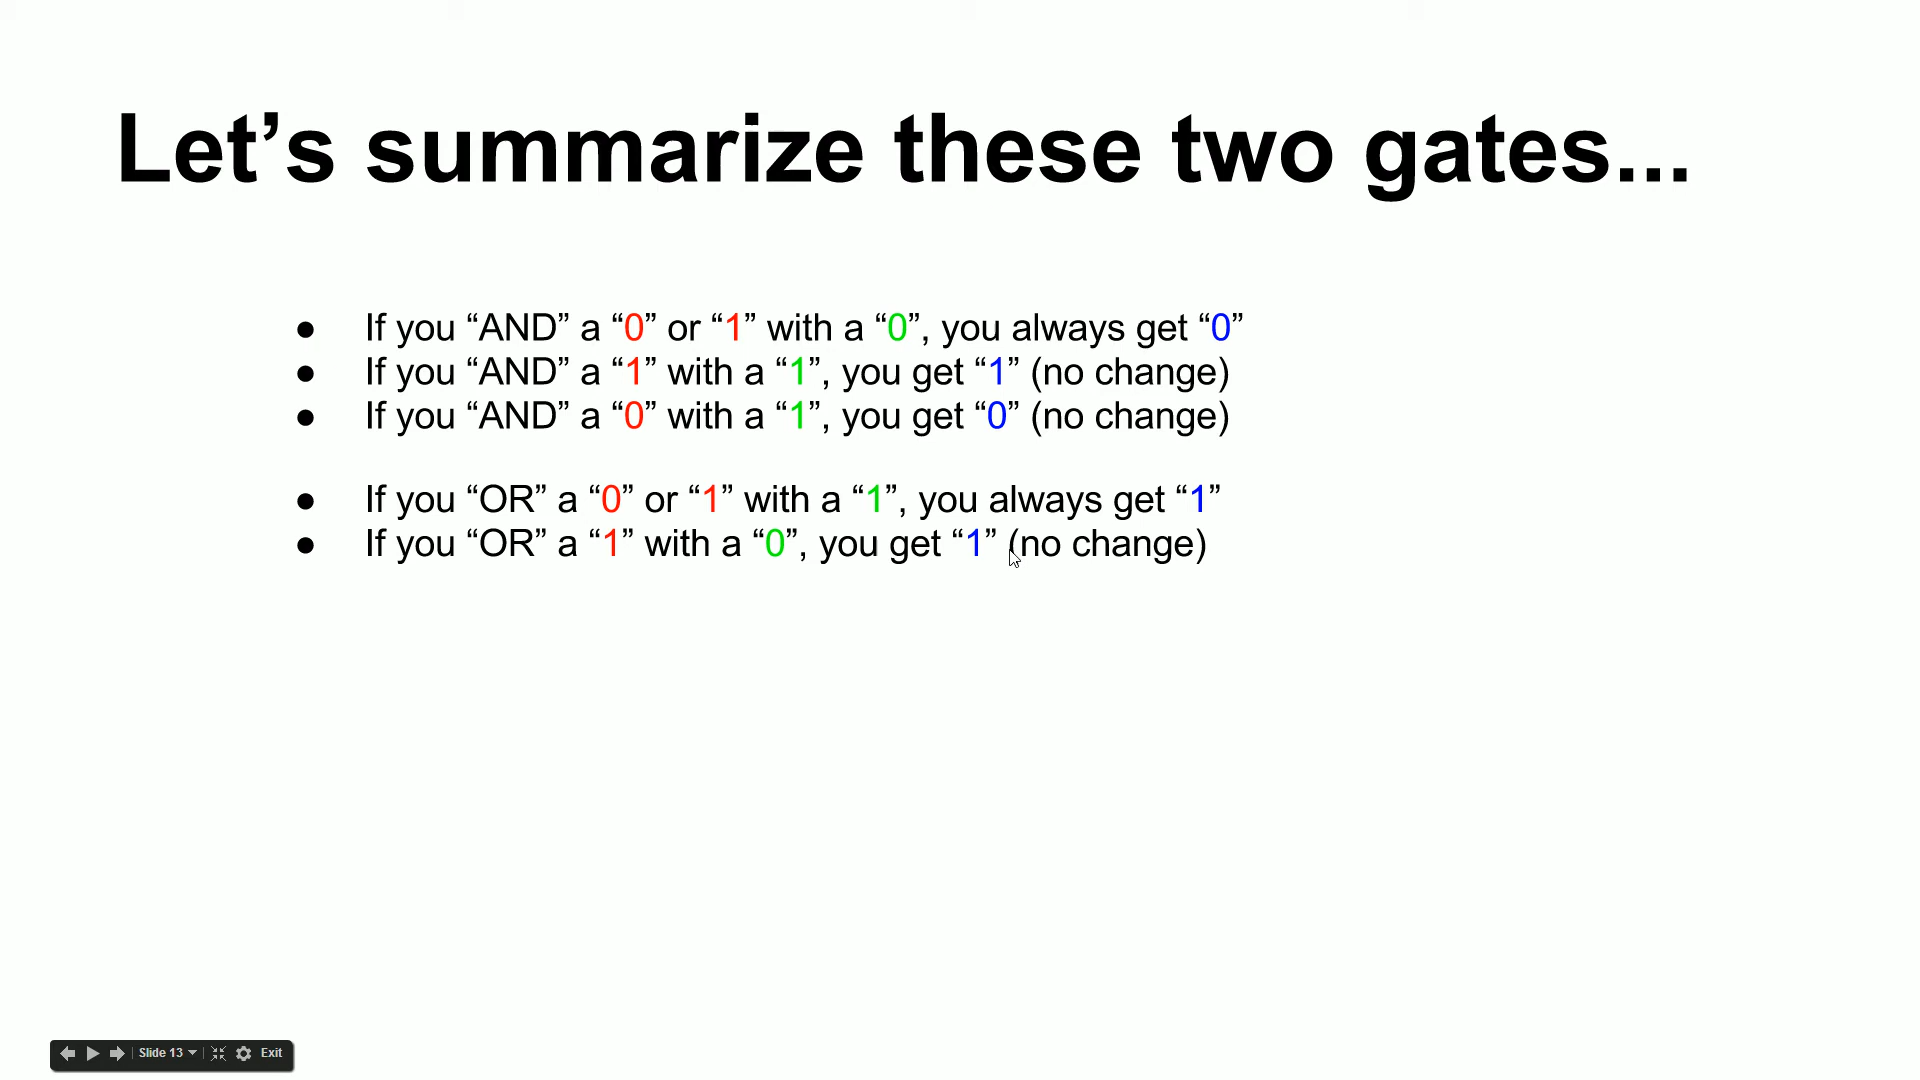 Let’s summarize these two gates...
● If you “AND” a “0” or “1” with a “0”, you always get “0”
● If you “AND” a “1” with a “1”, you get “1” (no change)
● If you “AND” a “0” with a “1”, you get “0” (no change)
● If you “OR” a “0” or “1” with a “1”, you always get “1”
● If you “OR” a “1” with a “0”, you get “1” (no change)
Slide 13 Exit